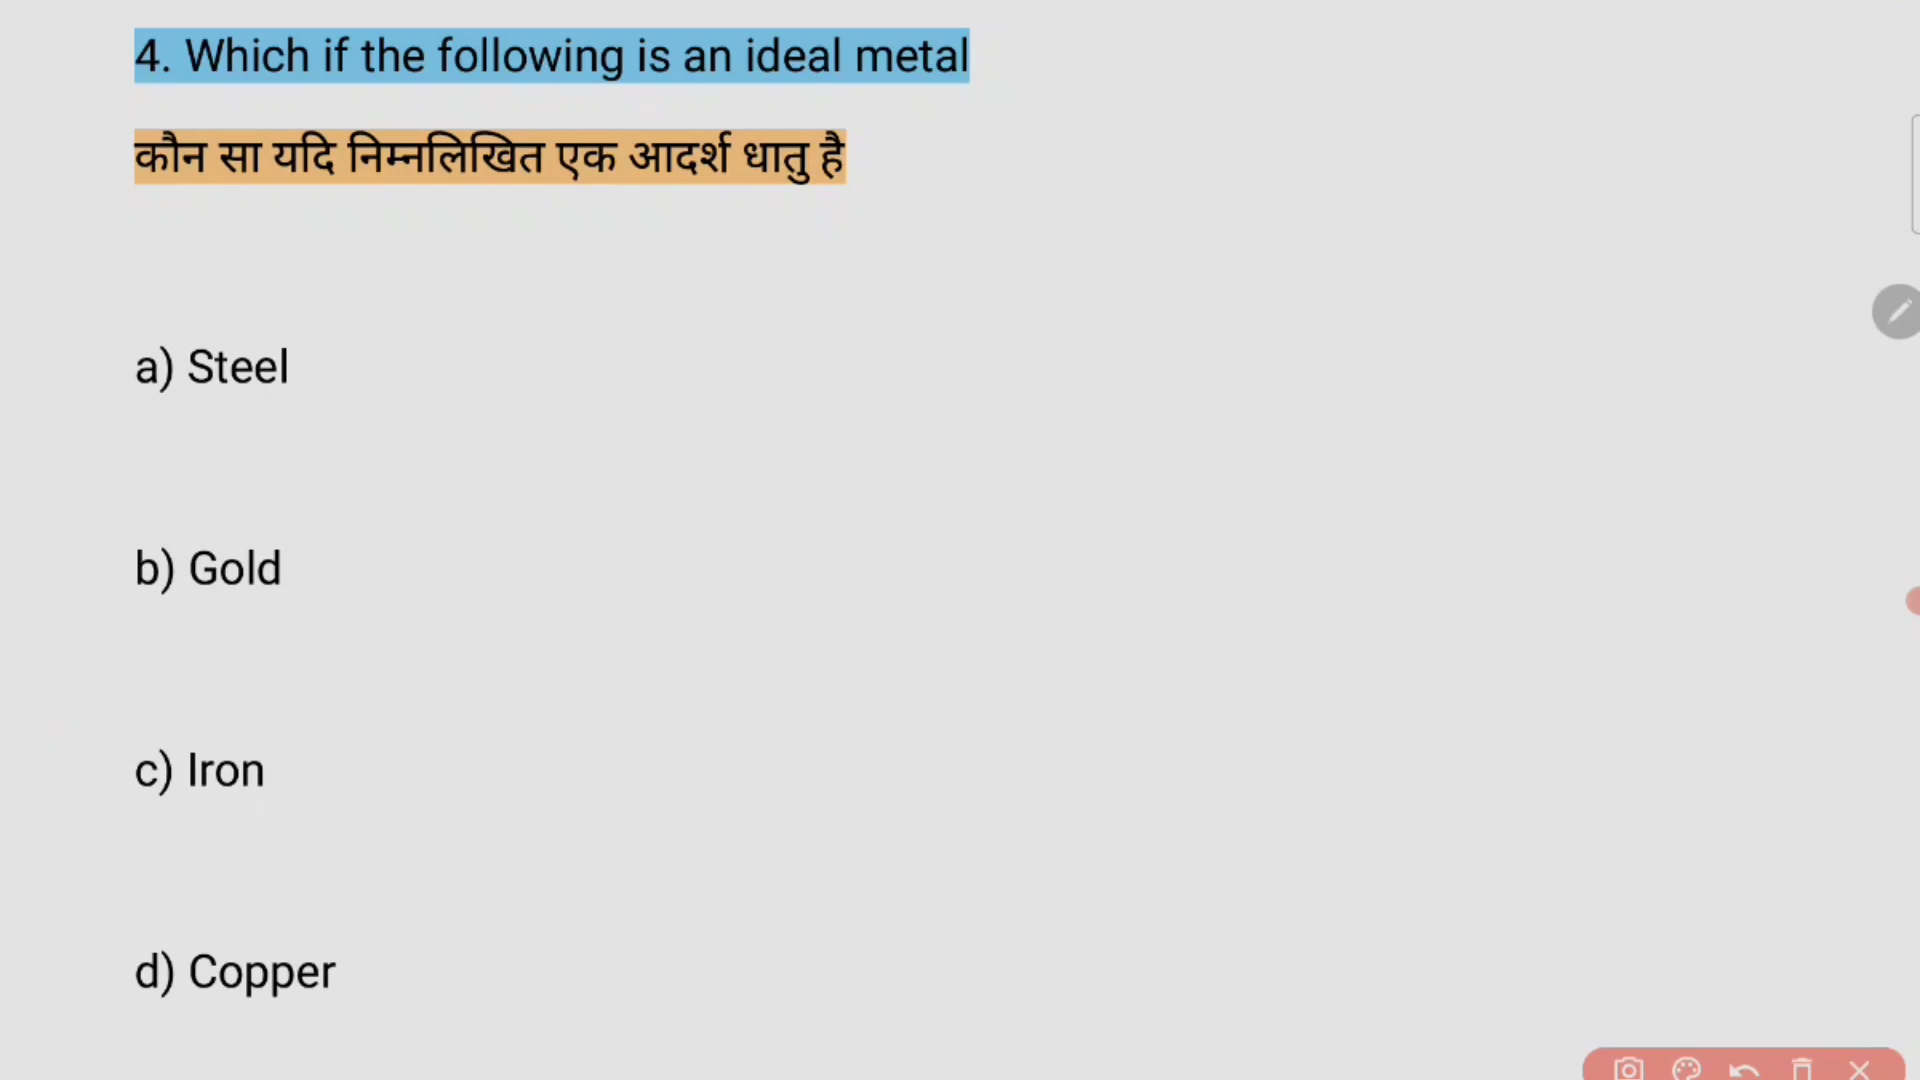 4. Which if the following is an ideal metal
कौन सा यदि निम्नलिखित एक आदर्श धातु है
a) Steel
b) Gold
c) Iron
d) Copper